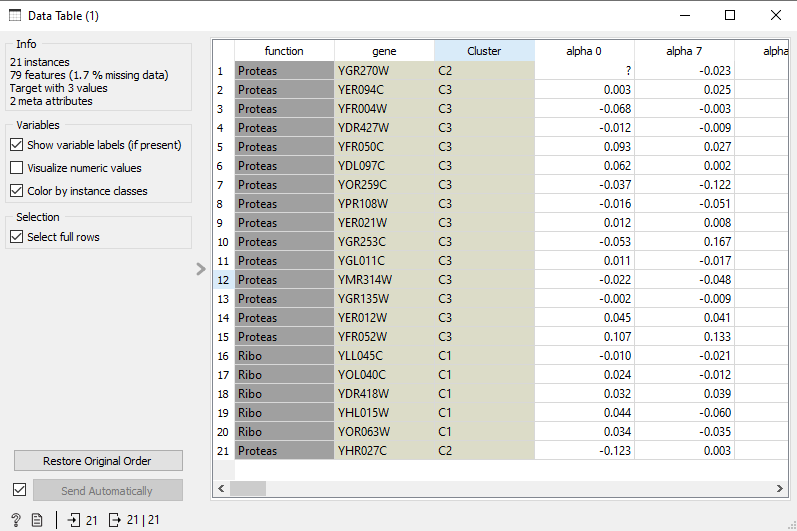 Data Table (1)
Info
21 instances
79 features (1.7 % missing data)
Target with 3 values
2 meta attributes
Variables
Show variable labels (if present)
Visualize numeric values
Color by instance classes
Selection
Select full rows
Restore Original Order
Send Automatically
? 21 21 | 21
function gene Cluster alpha 0 alpha 7 alpha
1 Proteas YGR270W C2 ? -0.023
2 Proteas YER094C C3 0.003 0.025
3 Proteas YFR004W C3 -0.068 -0.003
4 Proteas YDR427W C3 -0.012 -0.009
5 Proteas YFR050C C3 0.093 0.027
6 Proteas YDL097C C3 0.062 0.002
7 Proteas YOR259C C3 -0.037 -0.122
8 Proteas YPR108W C3 -0.016 -0.051
9 Proteas YER021W C3 0.012 0.008
10 Proteas YGR253C C3 -0.053 0.167
11 Proteas YGL011C C3 0.011 -0.017
12 Proteas YMR314W C3 -0.022 -0.048
13 Proteas YGR135W C3 -0.002 -0.009
14 Proteas YER012W C3 0.045 0.041
15 Proteas YFR052W C3 0.107 0.133
16 Ribo YLL045C C1 -0.010 -0.021
17 Ribo YOL040C C1 0.024 -0.012
18 Ribo YDR418W C1 0.032 0.039
19 Ribo YHL015W C1 0.044 -0.060
20 Ribo YOR063W C1 0.034 -0.035
21 Proteas YHR027C C2 -0.123 0.003